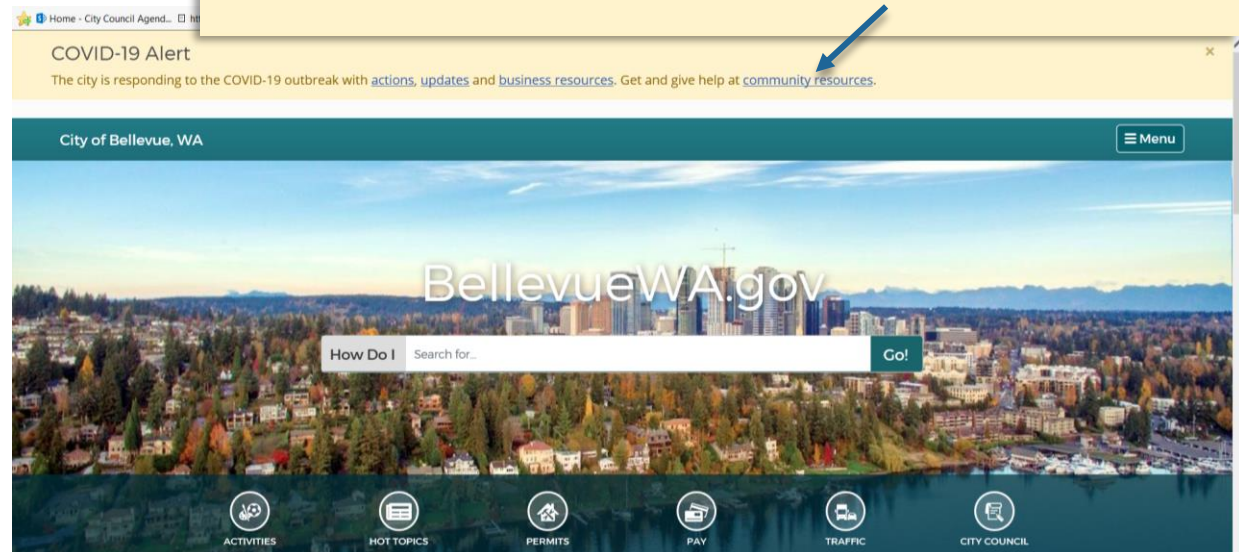 Home - City Council Agend...
COVID-19 Alert
The city is responding to the COVID-19 outbreak with actions, updates and business resources. Get and give help at community resources.
City of Bellevue, WA
Menu
BellevueWA.gov
How Do I Search for... Go!
ACTIVITIES HOT TOPICS PERMITS PAY TRAFFIC CITY COUNCIL